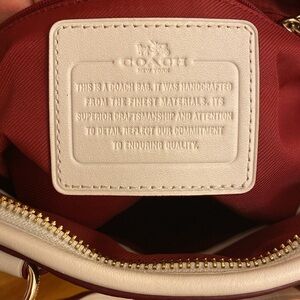 COACH
NEW YORK
THIS IS A COACH BAG. IT WAS HANDCRAFTED
FROM THE FINEST MATERIALS. ITS
SUPERIOR CRAFTSMANSHIP AND ATTENTION
TO DETAIL REFLECT OUR COMMITMENT
TO ENDURING QUALITY.